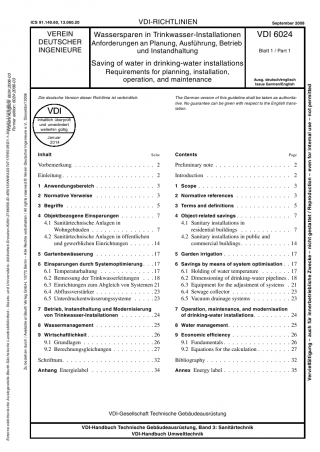 ICS 91.140.60, 13.060.20
VDI-RICHTLINIEN
September 2008
VEREIN
DEUTSCHER
INGENIEURE
Wassersparen in Trinkwasser-Installationen
Anforderungen an Planung, Ausführung, Betrieb
und Instandhaltung
Saving of water in drinking-water installations
Requirements for planning, installation,
operation, and maintenance
VDI 6024
Blatt 1 / Part 1
Ausg. deutsch/englisch
Issue German/English
Die deutsche Version dieser Richtlinie ist verbindlich.
The German version of this guideline shall be taken as authorita-
tive. No guarantee can be given with respect to the English trans-
lation.
VDI
Inhaltlich überprüft
und unverändert
weiterhin gültig:
Januar
2014
Inhalt Seite
Vorbemerkung 2
Einleitung 2
1 Anwendungsbereich 3
2 Normative Verweise 3
3 Begriffe 5
4 Objektbezogene Einsparungen 7
4.1 Sanitärtechnische Anlagen in
Wohngebäuden 7
4.2 Sanitärtechnische Anlagen in öffentlichen
und gewerblichen Einrichtungen 14
5 Gartenbewässerung 17
6 Einsparungen durch Systemoptimierung 17
6.1 Temperaturhaltung 17
6.2 Bemessung der Trinkwasserleitungen 18
6.3 Einrichtungen zum Abgleich von Systemen 21
6.4 Abflussverstärker 23
6.5 Unterdruckentwässerungssysteme 23
7 Betrieb, Instandhaltung und Modernisierung
von Trinkwasser-Installationen 24
8 Wassermanagement 25
9 Wirtschaftlichkeit 26
9.1 Grundlagen 26
9.2 Berechnungsgleichungen 27
Schrifttum 32
Anhang Energielabel 34
Contents Page
Preliminary note 2
Introduction 2
1 Scope 3
2 Normative references 3
3 Terms and definitions 5
4 Object-related savings 7
4.1 Sanitary installations in
residential buildings 7
4.2 Sanitary installations in public and
commercial buildings 14
5 Garden irrigation 17
6 Savings by means of system optimisation 17
6.1 Holding of water temperature 17
6.2 Dimensioning of drinking-water pipelines 18
6.3 Equipment for the adjustment of systems 21
6.4 Sewage collector 23
6.5 Vacuum drainage systems 23
7 Operation, maintenance, and modernisation
of drinking-water installations 24
8 Water management 25
9 Economic efficiency 26
9.1 Fundamentals 26
9.2 Equations for the calculation 27
Bibliography 32
Annex Energy label 35
VDI-Gesellschaft Technische Gebäudeausrüstung
VDI-Handbuch Technische Gebäudeausrüstung, Band 3: Sanitärtechnik
VDI-Handbuch Umwelttechnik
Vervielfältigung – auch für innerbetriebliche Zwecke – nicht gestattet / Reproduction – even for internal use – not permitted